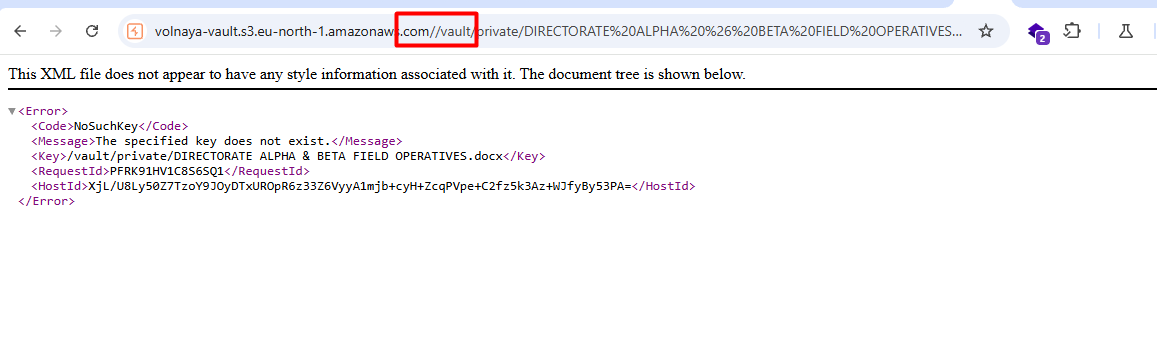 volnaya-vault.s3.eu-north-1.amazonaws.com//vault/private/DIRECTORATE%20ALPHA%20%26%20BETA%20FIELD%20OPERATIVES...
2
This XML file does not appear to have any style information associated with it. The document tree is shown below.
<Error>
<Code>NoSuchKey</Code>
<Message>The specified key does not exist.</Message>
<Key>/vault/private/DIRECTORATE ALPHA & BETA FIELD OPERATIVES.docx</Key>
<RequestId>PFRK91HV1C8S6SQ1</RequestId>
<HostId>XjL/U8Ly50Z7TzoY9JOyDTxUROpR6z33Z6VyyA1mjb+cyH+ZcqPVpe+C2fz5k3Az+WJfyBy53PA=</HostId>
</Error>